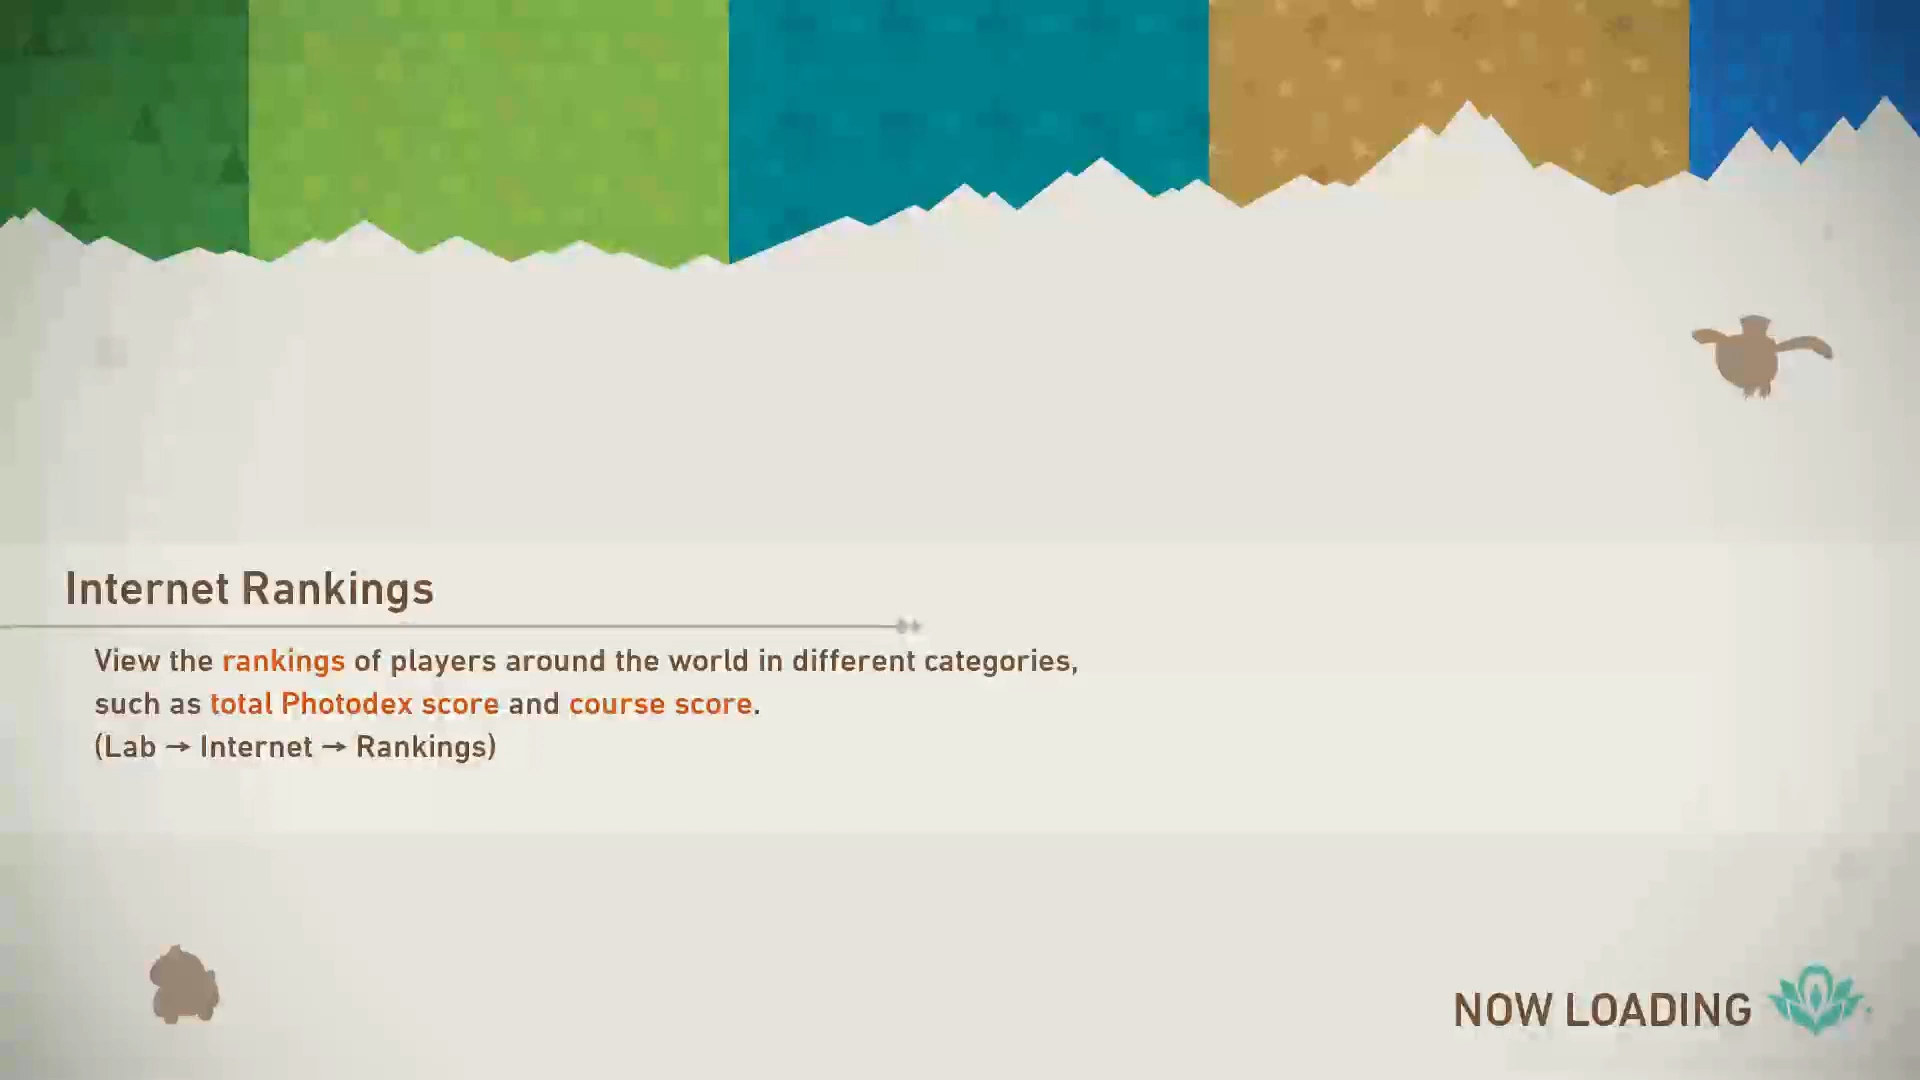 Internet Rankings
View the rankings of players around the world in different categories,
such as total Photodex score and course score.
(Lab → Internet → Rankings)
NOW LOADING